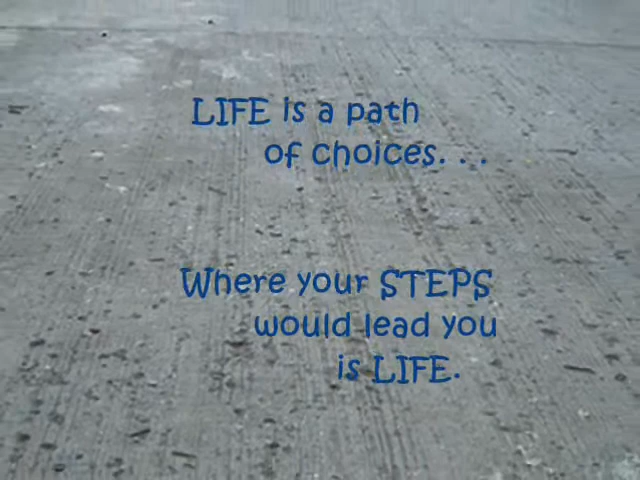 LIFE is a path
of choices. . .
Where your STEPS
would lead you
is LIFE.